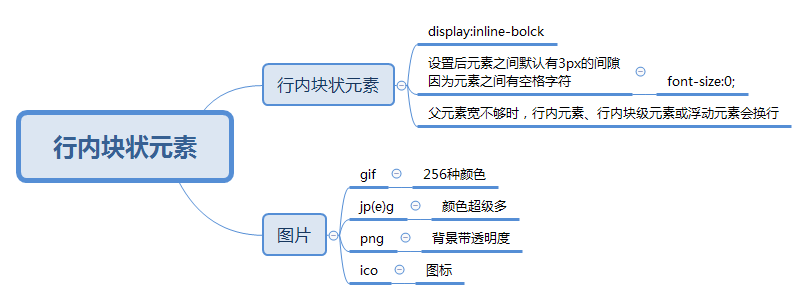 行内块状元素
行内块状元素
display:inline-bolck
设置后元素之间默认有3px的间隙
因为元素之间有空格字符
font-size:0;
父元素宽不够时，行内元素、行内块级元素或浮动元素会换行
图片
gif
256种颜色
jp(e)g
颜色超级多
png
背景带透明度
ico
图标